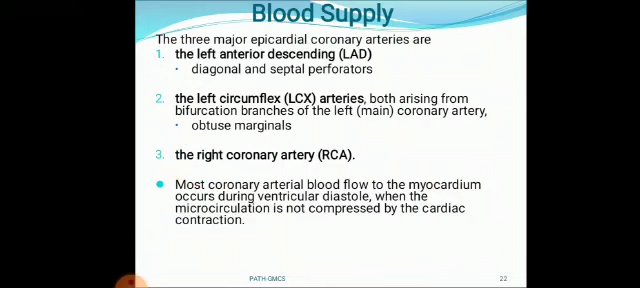 Blood Supply
The three major epicardial coronary arteries are
1. the left anterior descending (LAD)
• diagonal and septal perforators
2. the left circumflex (LCX) arteries, both arising from
bifurcation branches of the left (main) coronary artery,
• obtuse marginals
3. the right coronary artery (RCA).
• Most coronary arterial blood flow to the myocardium
occurs during ventricular diastole, when the
microcirculation is not compressed by the cardiac
contraction.
PATH-GMCS
22